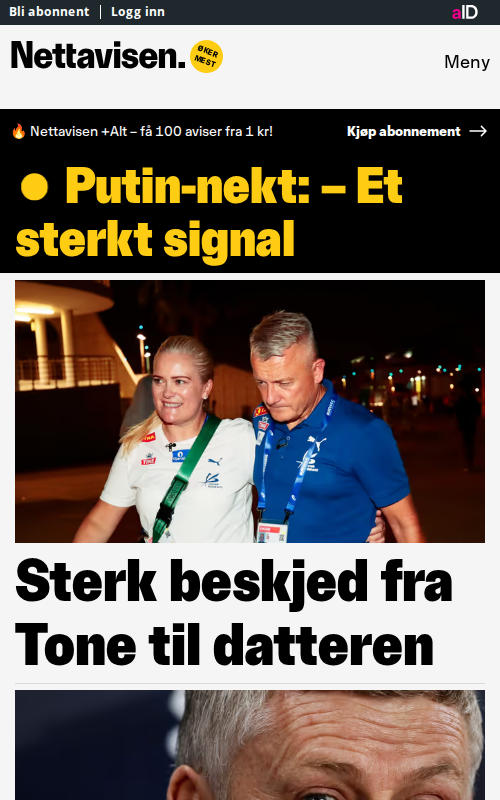 Bli abonnent | Logg inn
aID
Nettavisen.
ØKER
MEST
Meny
🔥 Nettavisen +Alt – få 100 aviser fra 1 kr!
Kjøp abonnement →
Putin-nekt: – Et
sterkt signal
Sterk beskjed fra
Tone til datteren